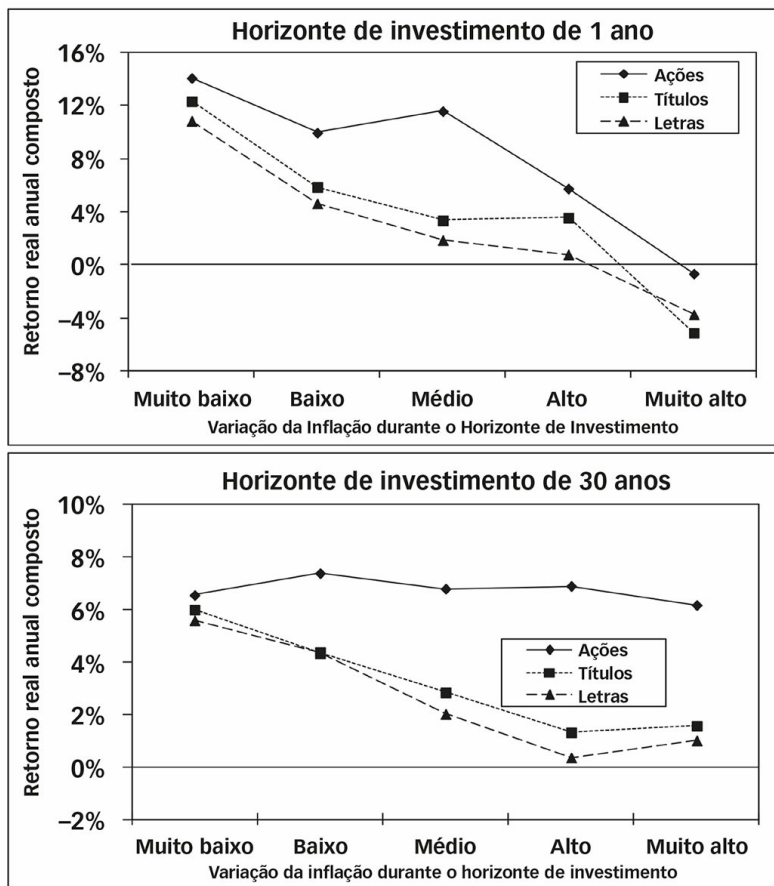 Horizonte de investimento de 1 ano
Retorno real anual composto
16%
12%
8%
4%
0%
–4%
–8%
Ações
Títulos
Letras
Muito baixo Baixo Médio Alto Muito alto
Variação da Inflação durante o Horizonte de Investimento
Horizonte de investimento de 30 anos
Retorno real anual composto
10%
8%
6%
4%
2%
0%
–2%
Ações
Títulos
Letras
Muito baixo Baixo Médio Alto Muito alto
Variação da inflação durante o horizonte de investimento